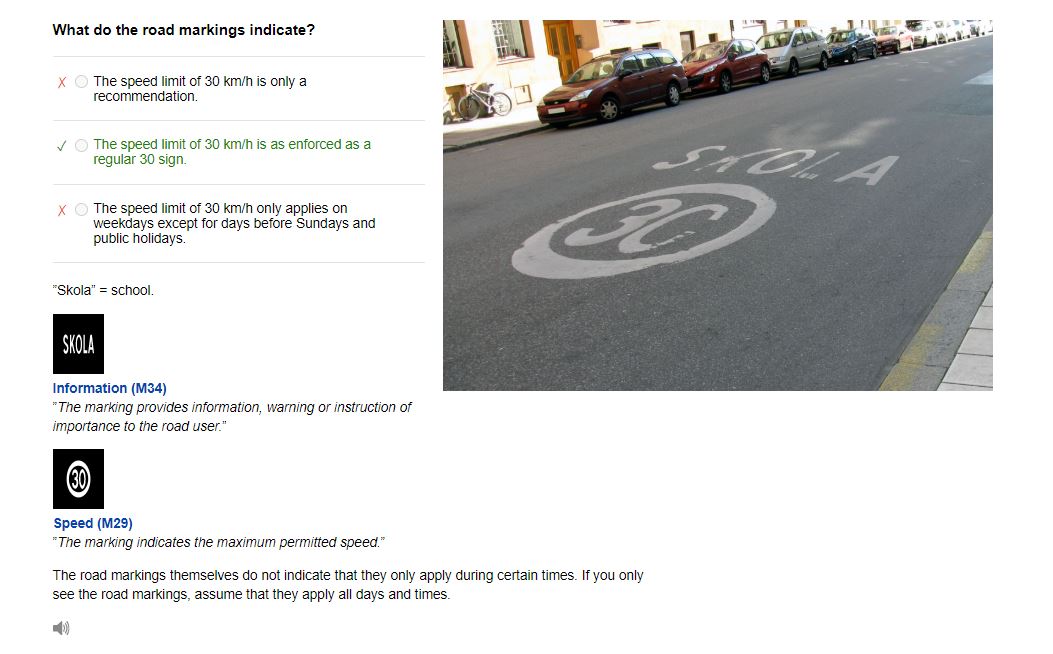 What do the road markings indicate?
The speed limit of 30 km/h is only a
recommendation.
The speed limit of 30 km/h is as enforced as a
regular 30 sign.
The speed limit of 30 km/h only applies on
weekdays except for days before Sundays and
public holidays.
SKOLA
30
"Skola" = school.
SKOLA
Information (M34)
"The marking provides information, warning or instruction of
importance to the road user."
30
Speed (M29)
"The marking indicates the maximum permitted speed."
The road markings themselves do not indicate that they only apply during certain times. If you only
see the road markings, assume that they apply all days and times.